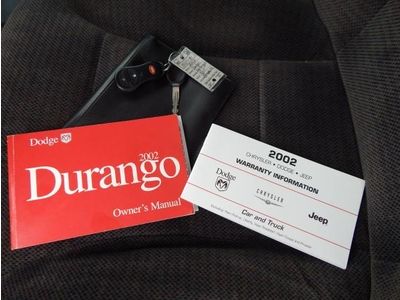 Dodge
2002
Durango
Owner's Manual
2002
CHRYSLER • DODGE • JEEP
WARRANTY INFORMATION
Dodge
CHRYSLER
Jeep
Car and Truck